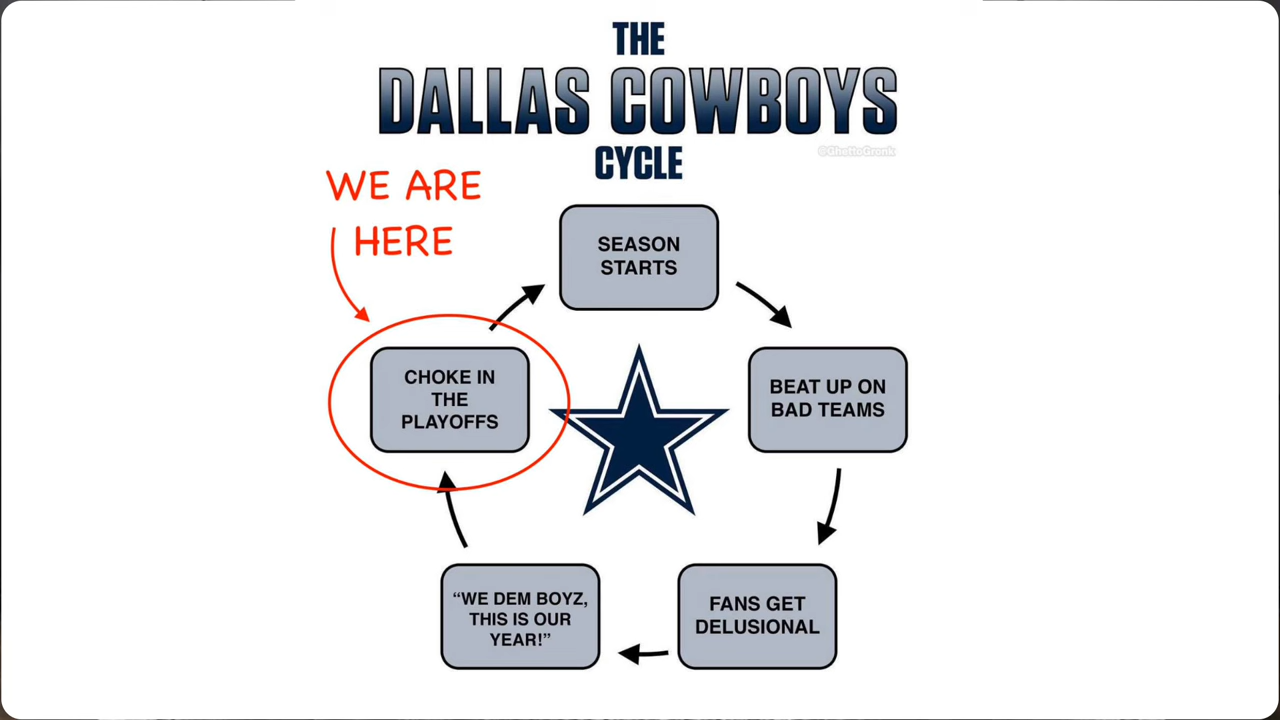 THE
DALLAS COWBOYS
CYCLE
@GhettoGronk
WE ARE
HERE
SEASON
STARTS
BEAT UP ON
BAD TEAMS
FANS GET
DELUSIONAL
“WE DEM BOYZ,
THIS IS OUR
YEAR!”
CHOKE IN
THE
PLAYOFFS